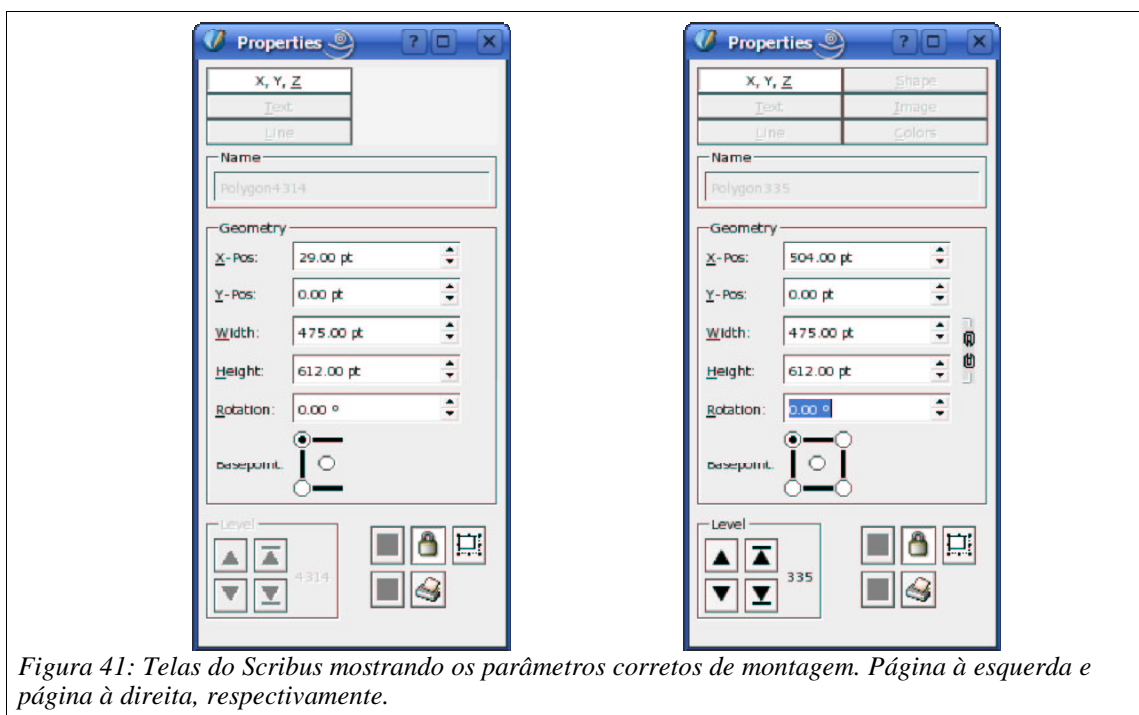 Properties ?
X, Y, Z
Text
Line
Name
Polygon4314
Geometry
X-Pos: 29.00 pt
Y-Pos: 0.00 pt
Width: 475.00 pt
Height: 612.00 pt
Rotation: 0.00 °
Basepoint:
Level
4314
Properties ?
X, Y, Z Shape
Text Image
Line Colors
Name
Polygon335
Geometry
X-Pos: 504.00 pt
Y-Pos: 0.00 pt
Width: 475.00 pt
Height: 612.00 pt
Rotation: 0.00 °
Basepoint:
Level
335
Figura 41: Telas do Scribus mostrando os parâmetros corretos de montagem. Página à esquerda e
página à direita, respectivamente.